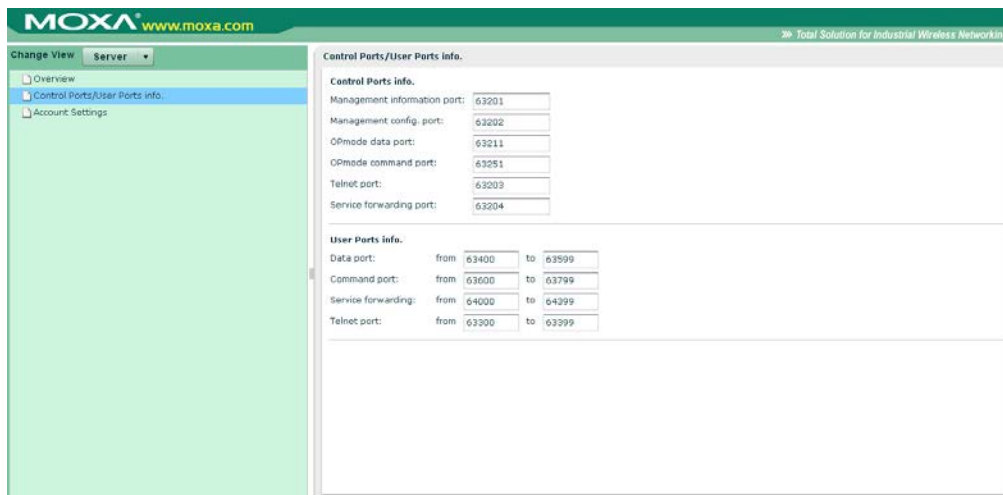 MOXA® www.moxa.com
Total Solution for Industrial Wireless Networkin
Change View Server
Overview
Control Ports/User Ports info.
Account Settings
Control Ports/User Ports info.
Control Ports info.
Management information port: 63201
Management config. port: 63202
OPmode data port: 63211
OPmode command port: 63251
Telnet port: 63203
Service forwarding port: 63204
User Ports info.
Data port: from 63400 to 63599
Command port: from 63600 to 63799
Service forwarding: from 64000 to 64399
Telnet port: from 63300 to 63399